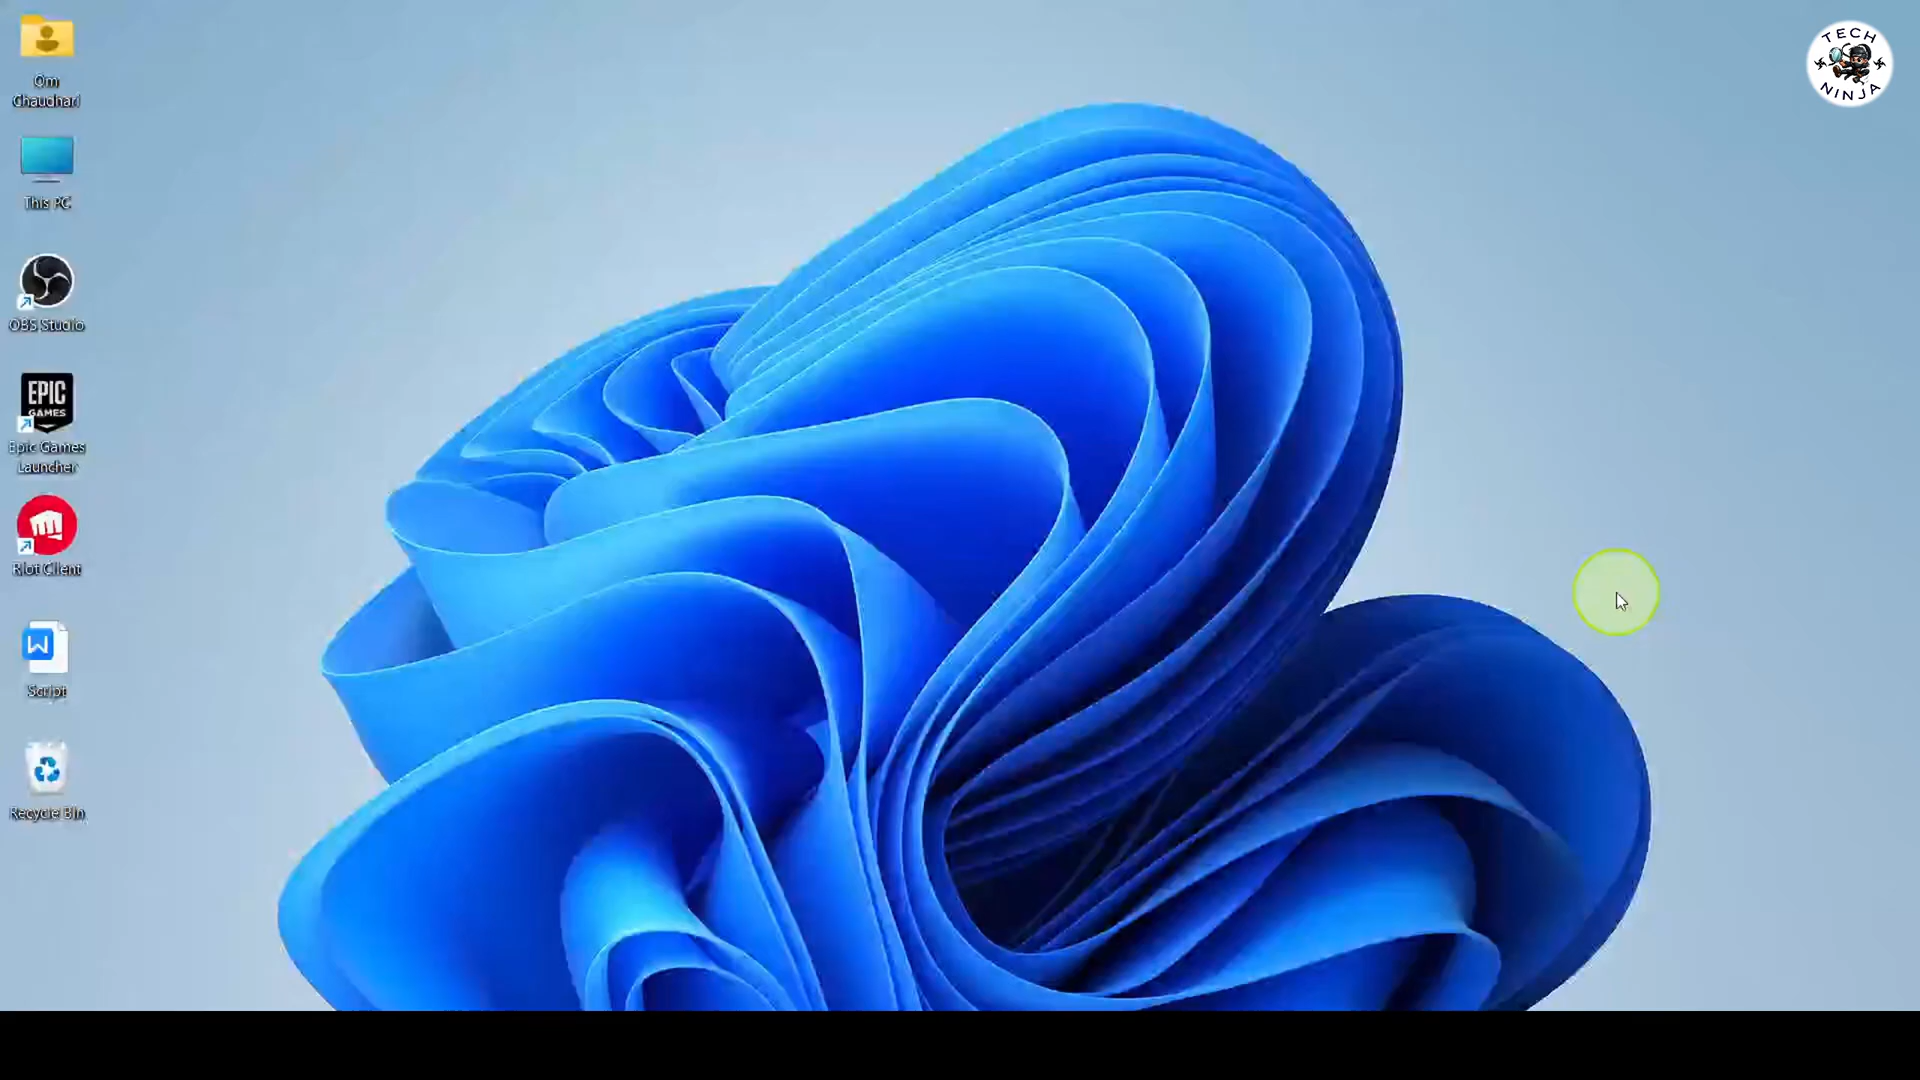 TECH
NINJA
Om
Chaudhari
This PC
OBS Studio
EPIC
GAMES
Epic Games
Launcher
Riot Client
W
Script
Recycle Bin